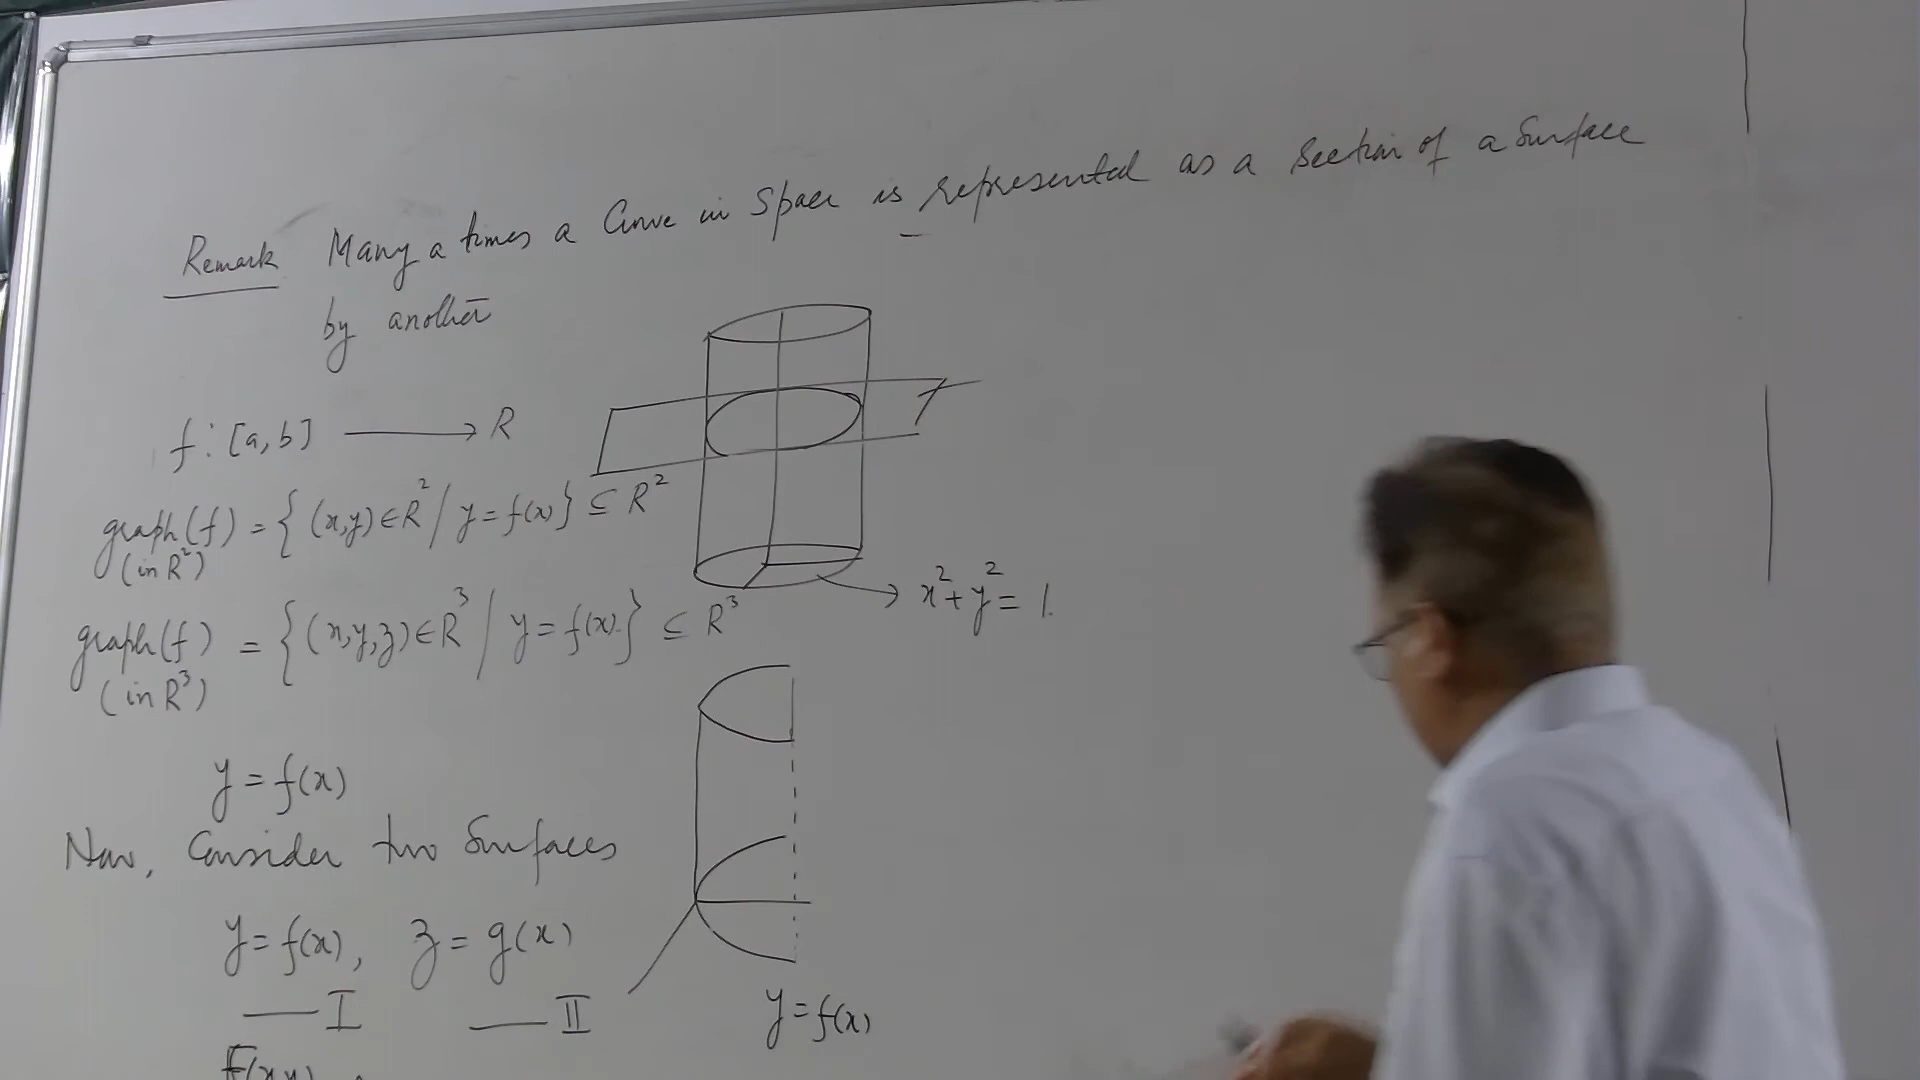 Remark Many a times a Curve in Space is represented as a Section of a Surface
by another
f : [a, b] ⟶ R
graph(f) = { (x,y) ∈ R² / y = f(x) } ⊆ R²
(in R²)
graph(f) = { (x,y,z) ∈ R³ / y = f(x). } ⊆ R³
(in R³)
x² + y² = 1.
y = f(x)
Now, Consider two Surfaces
y = f(x), z = g(x)
— I — II
y = f(x)